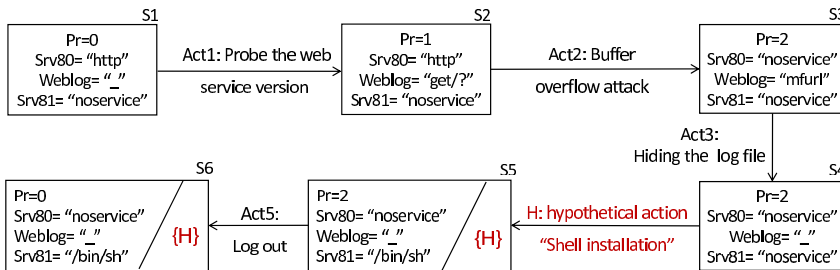 S1
Pr=0
Srv80= “http”
Weblog= “_”
Srv81= “noservice”
Act1: Probe the web
service version
S2
Pr=1
Srv80= “http”
Weblog= “get/?”
Srv81= “noservice”
Act2: Buffer
overflow attack
S3
Pr=2
Srv80= “noservice”
Weblog= “mfurl”
Srv81= “noservice”
Act3:
Hiding the log file
S4
Pr=2
Srv80= “noservice”
Weblog= “_”
Srv81= “noservice”
H: hypothetical action
“Shell installation”
S5
Pr=2
Srv80= “noservice”
Weblog= “_”
Srv81= “/bin/sh”
{H}
Act5:
Log out
S6
Pr=0
Srv80= “noservice”
Weblog= “_”
Srv81= “/bin/sh”
{H}